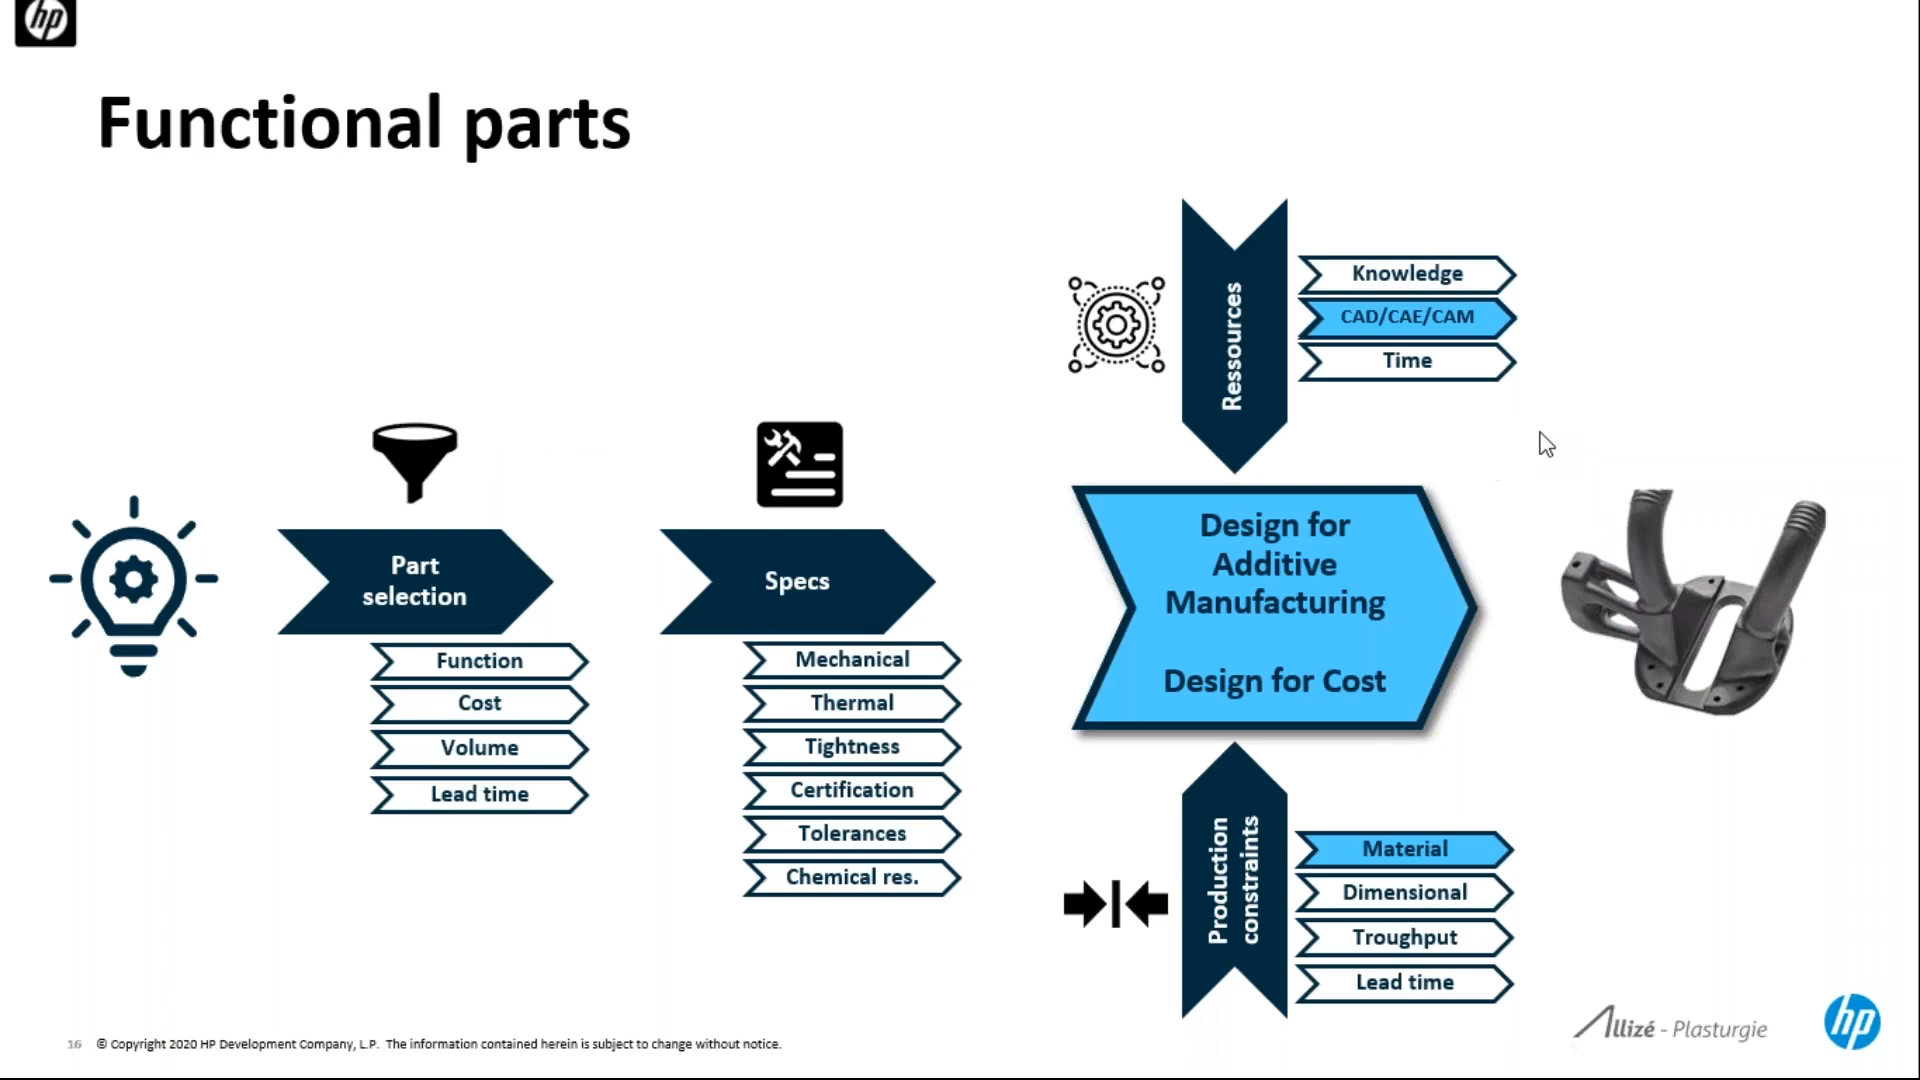 hp
Functional parts
Ressources
Knowledge
CAD/CAE/CAM
Time
Part
selection
Function
Cost
Volume
Lead time
Specs
Mechanical
Thermal
Tightness
Certification
Tolerances
Chemical res.
Design for
Additive
Manufacturing
Design for Cost
Production
constraints
Material
Dimensional
Troughput
Lead time
16 © Copyright 2020 HP Development Company, L.P. The information contained herein is subject to change without notice.
Allizé - Plasturgie
hp